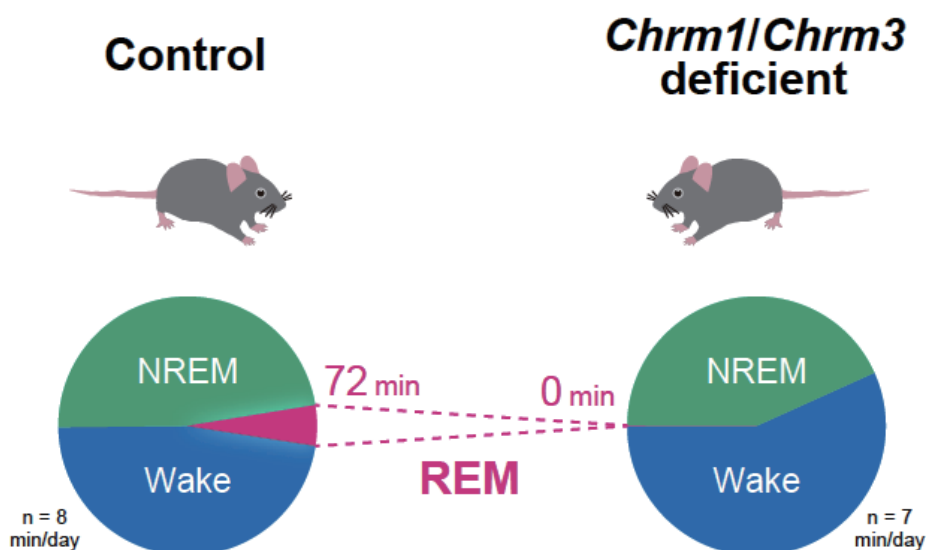 Control
Chrm1/Chrm3
deficient
NREM
72 min
0 min
NREM
REM
Wake
Wake
n = 8
min/day
n = 7
min/day